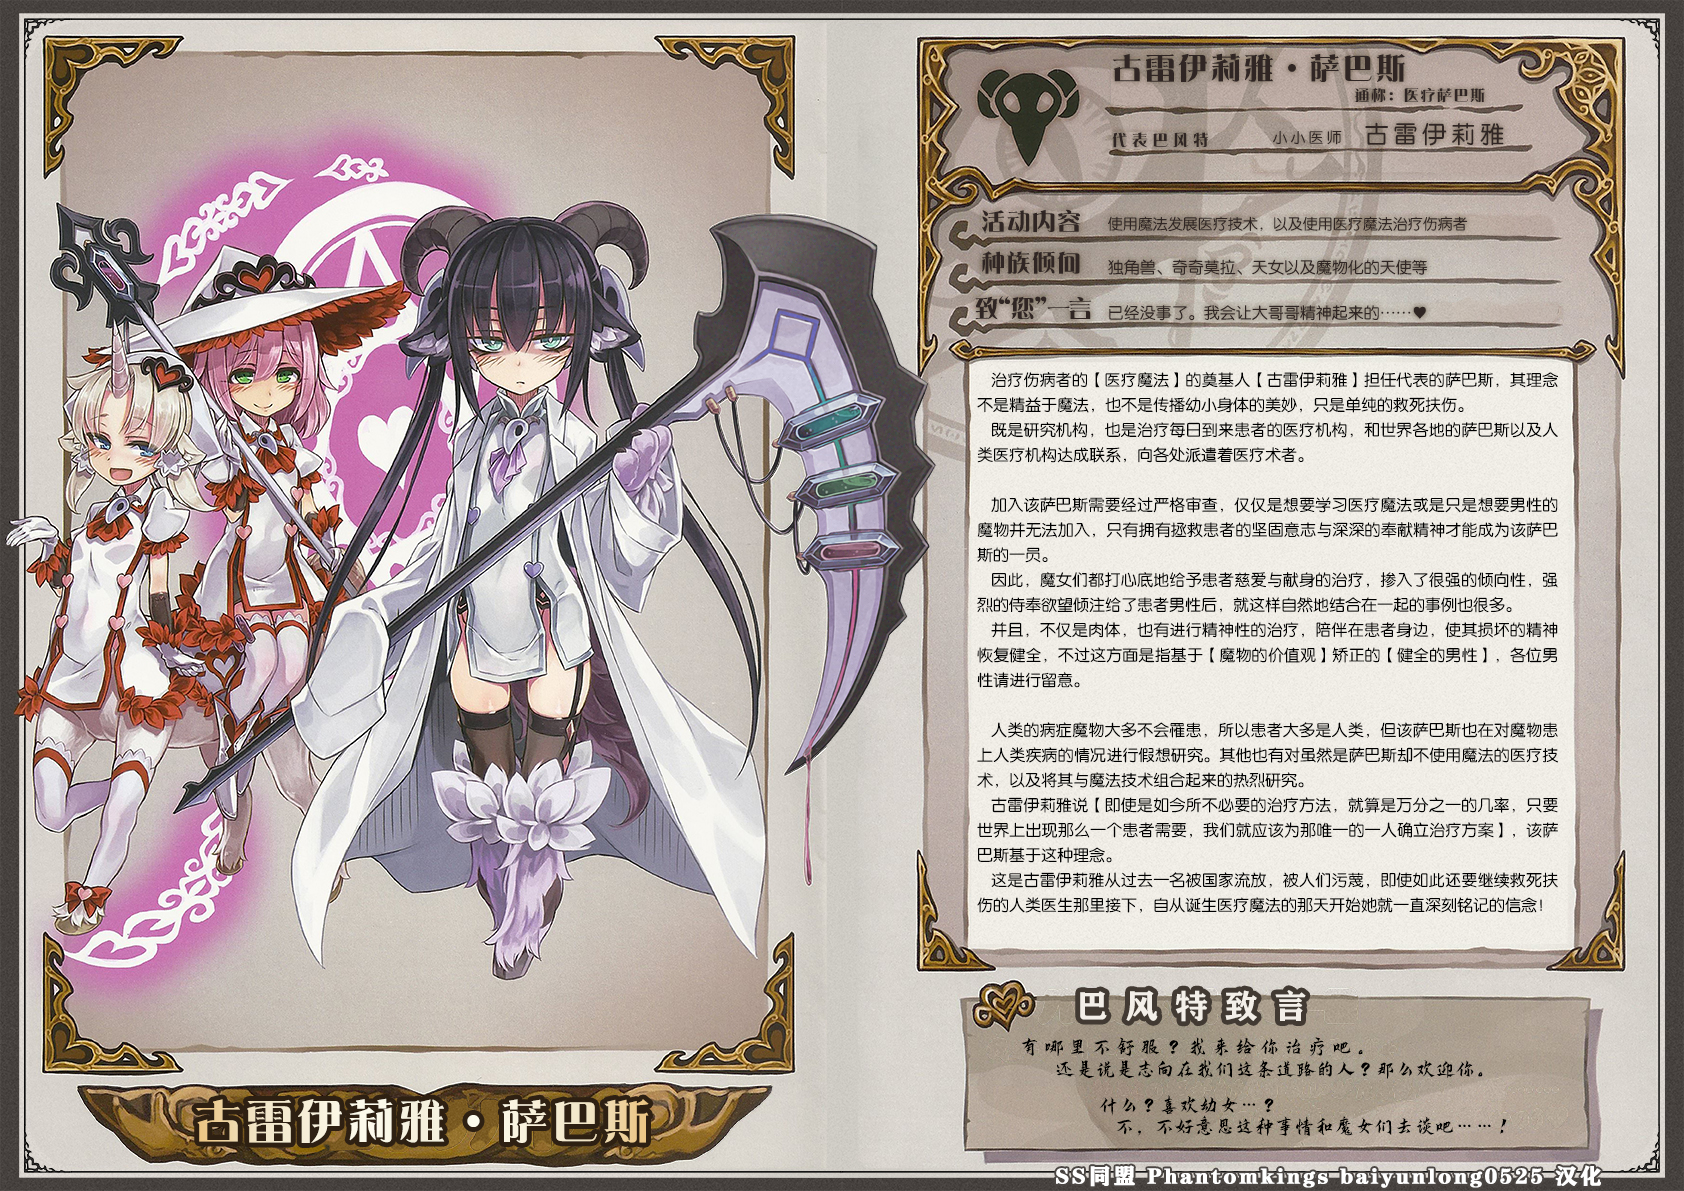 古雷伊莉雅·萨巴斯
通称：医疗萨巴斯
代表巴风特 小小医师 古雷伊莉雅
活动内容 使用魔法发展医疗技术，以及使用医疗魔法治疗伤病者
种族倾向 独角兽、奇奇莫拉、天女以及魔物化的天使等
致“您”一言 已经没事了。我会让大哥哥精神起来的……♥
治疗伤病者的【医疗魔法】的奠基人【古雷伊莉雅】担任代表的萨巴斯，其理念
不是精益于魔法，也不是传播幼小身体的美妙，只是单纯的救死扶伤。
既是研究机构，也是治疗每日到来患者的医疗机构，和世界各地的萨巴斯以及人
类医疗机构达成联系，向各处派遣着医疗术者。
加入该萨巴斯需要经过严格审查，仅仅是想要学习医疗魔法或是只是想要男性的
魔物并无法加入，只有拥有拯救患者的坚固意志与深深的奉献精神才能成为该萨巴
斯的一员。
因此，魔女们都打心底地给予患者慈爱与献身的治疗，掺入了很强的倾向性，强
烈的侍奉欲望倾注给了患者男性后，就这样自然地结合在一起的事例也很多。
并且，不仅是肉体，也有进行精神性的治疗，陪伴在患者身边，使其损坏的精神
恢复健全，不过这方面是指基于【魔物的价值观】矫正的【健全的男性】，各位男
性请进行留意。
人类的病症魔物大多不会罹患，所以患者大多是人类，但该萨巴斯也在对魔物患
上人类疾病的情况进行假想研究。其他也有对虽然是萨巴斯却不使用魔法的医疗技
术，以及将其与魔法技术组合起来的热烈研究。
古雷伊莉雅说【即使是如今所不必要的治疗方法，就算是万分之一的几率，只要
世界上出现那么一个患者需要，我们就应该为那唯一的一人确立治疗方案】，该萨
巴斯基于这种理念。
这是古雷伊莉雅从过去一名被国家流放，被人们污蔑，即使如此还要继续救死扶
伤的人类医生那里接下，自从诞生医疗魔法的那天开始她就一直深刻铭记的信念！
巴风特致言
有哪里不舒服？我来给你治疗吧。
还是说是志向在我们这条道路的人？那么欢迎你。
什么？喜欢幼女…？
不，不好意思这种事情和魔女们去谈吧……！
古雷伊莉雅·萨巴斯
SS同盟 Phantomkings baiyunlong0525 汉化